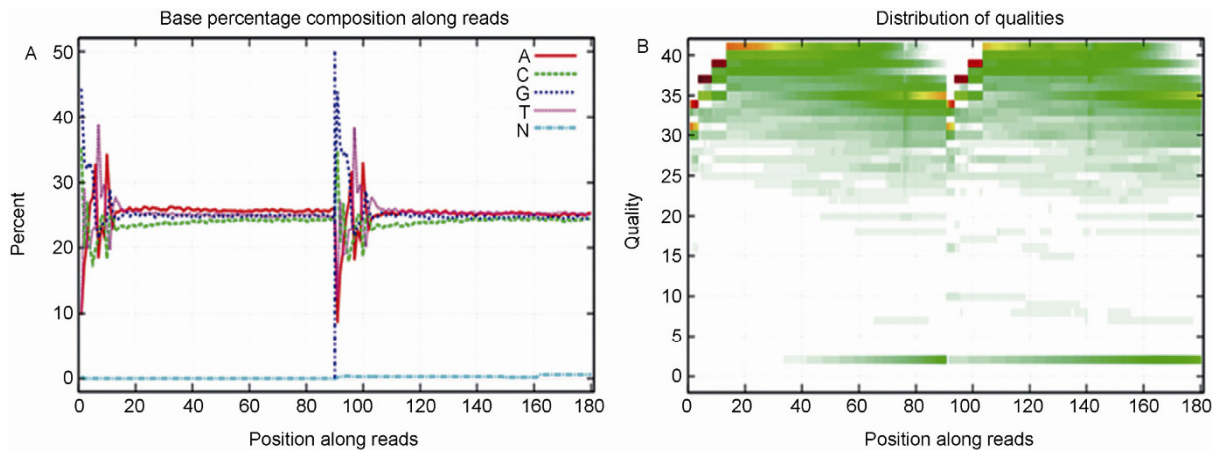 Base percentage composition along reads
A
50
40
30
20
10
0
Percent
A
C
G
T
N
0 20 40 60 80 100 120 140 160 180
Position along reads
Distribution of qualities
B
40
35
30
25
20
15
10
5
0
Quality
0 20 40 60 80 100 120 140 160 180
Position along reads